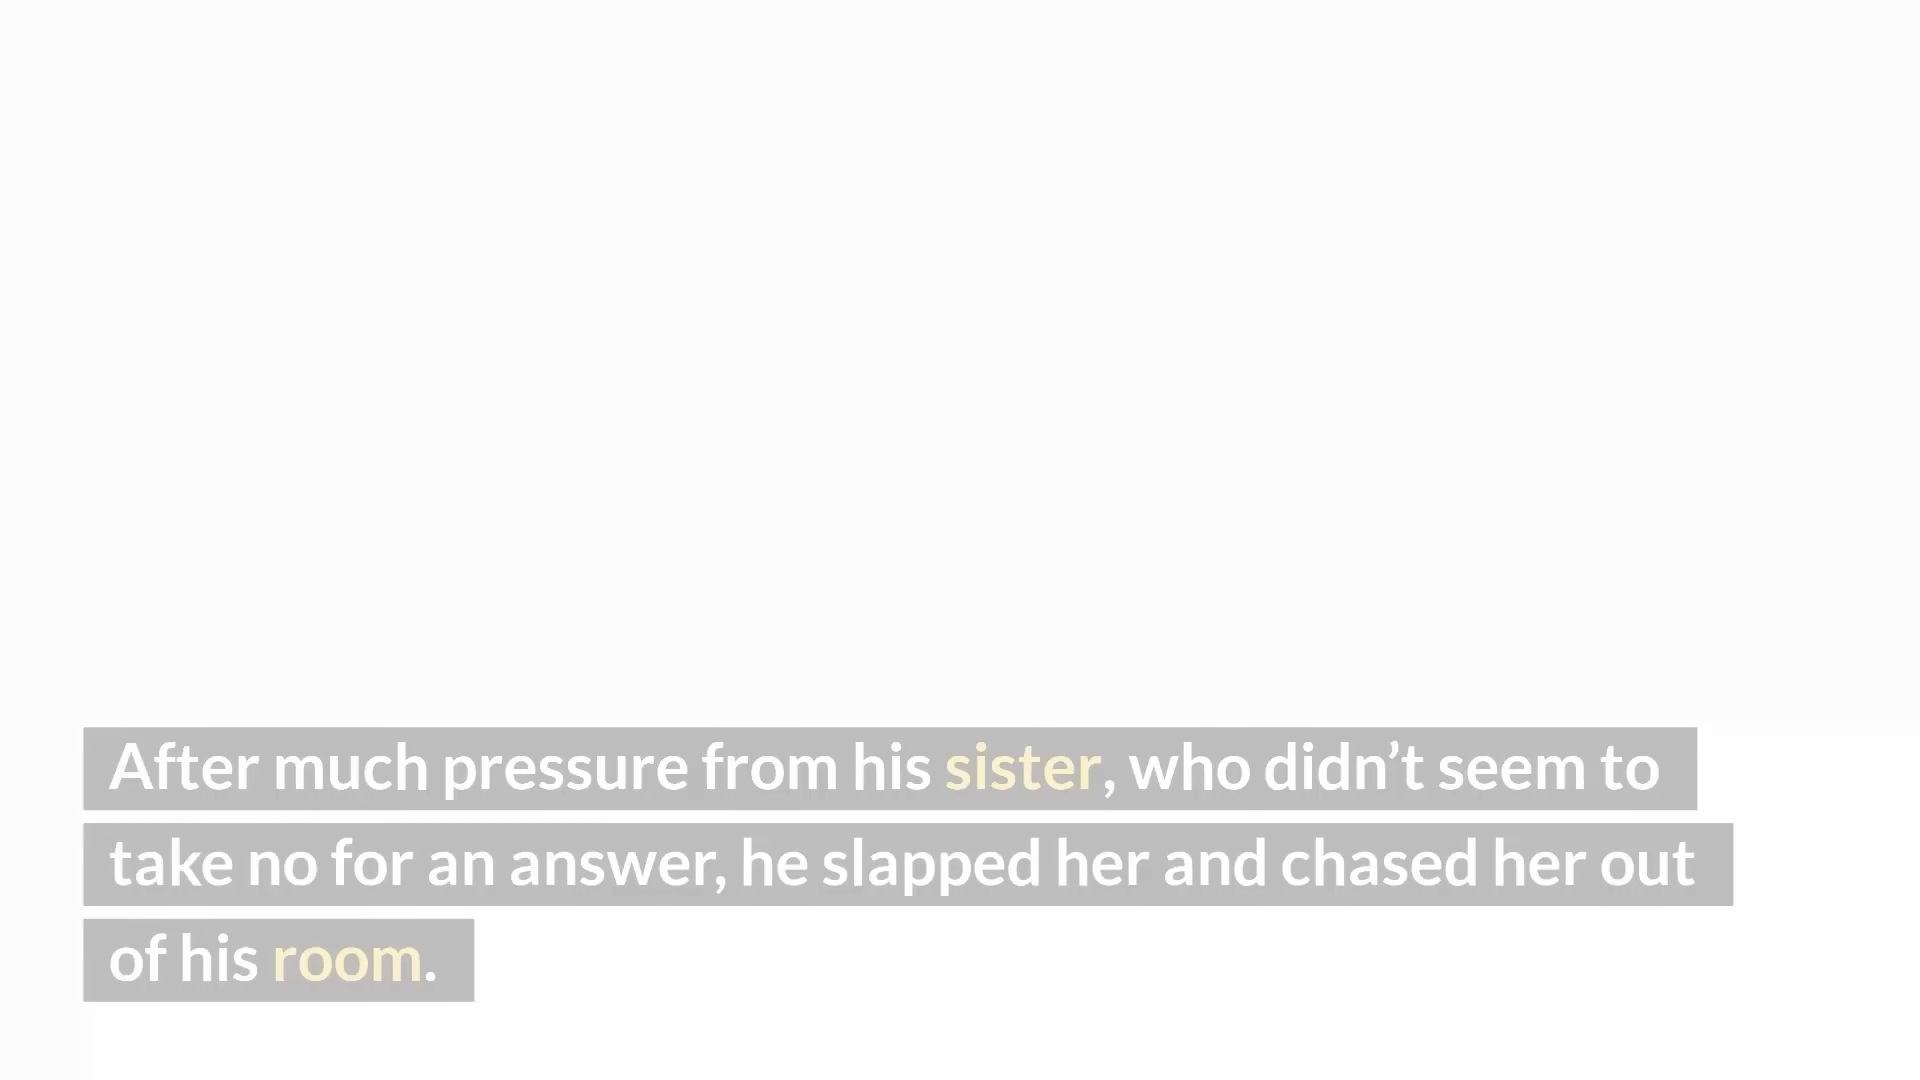 After much pressure from his sister, who didn’t seem to
take no for an answer, he slapped her and chased her out
of his room.